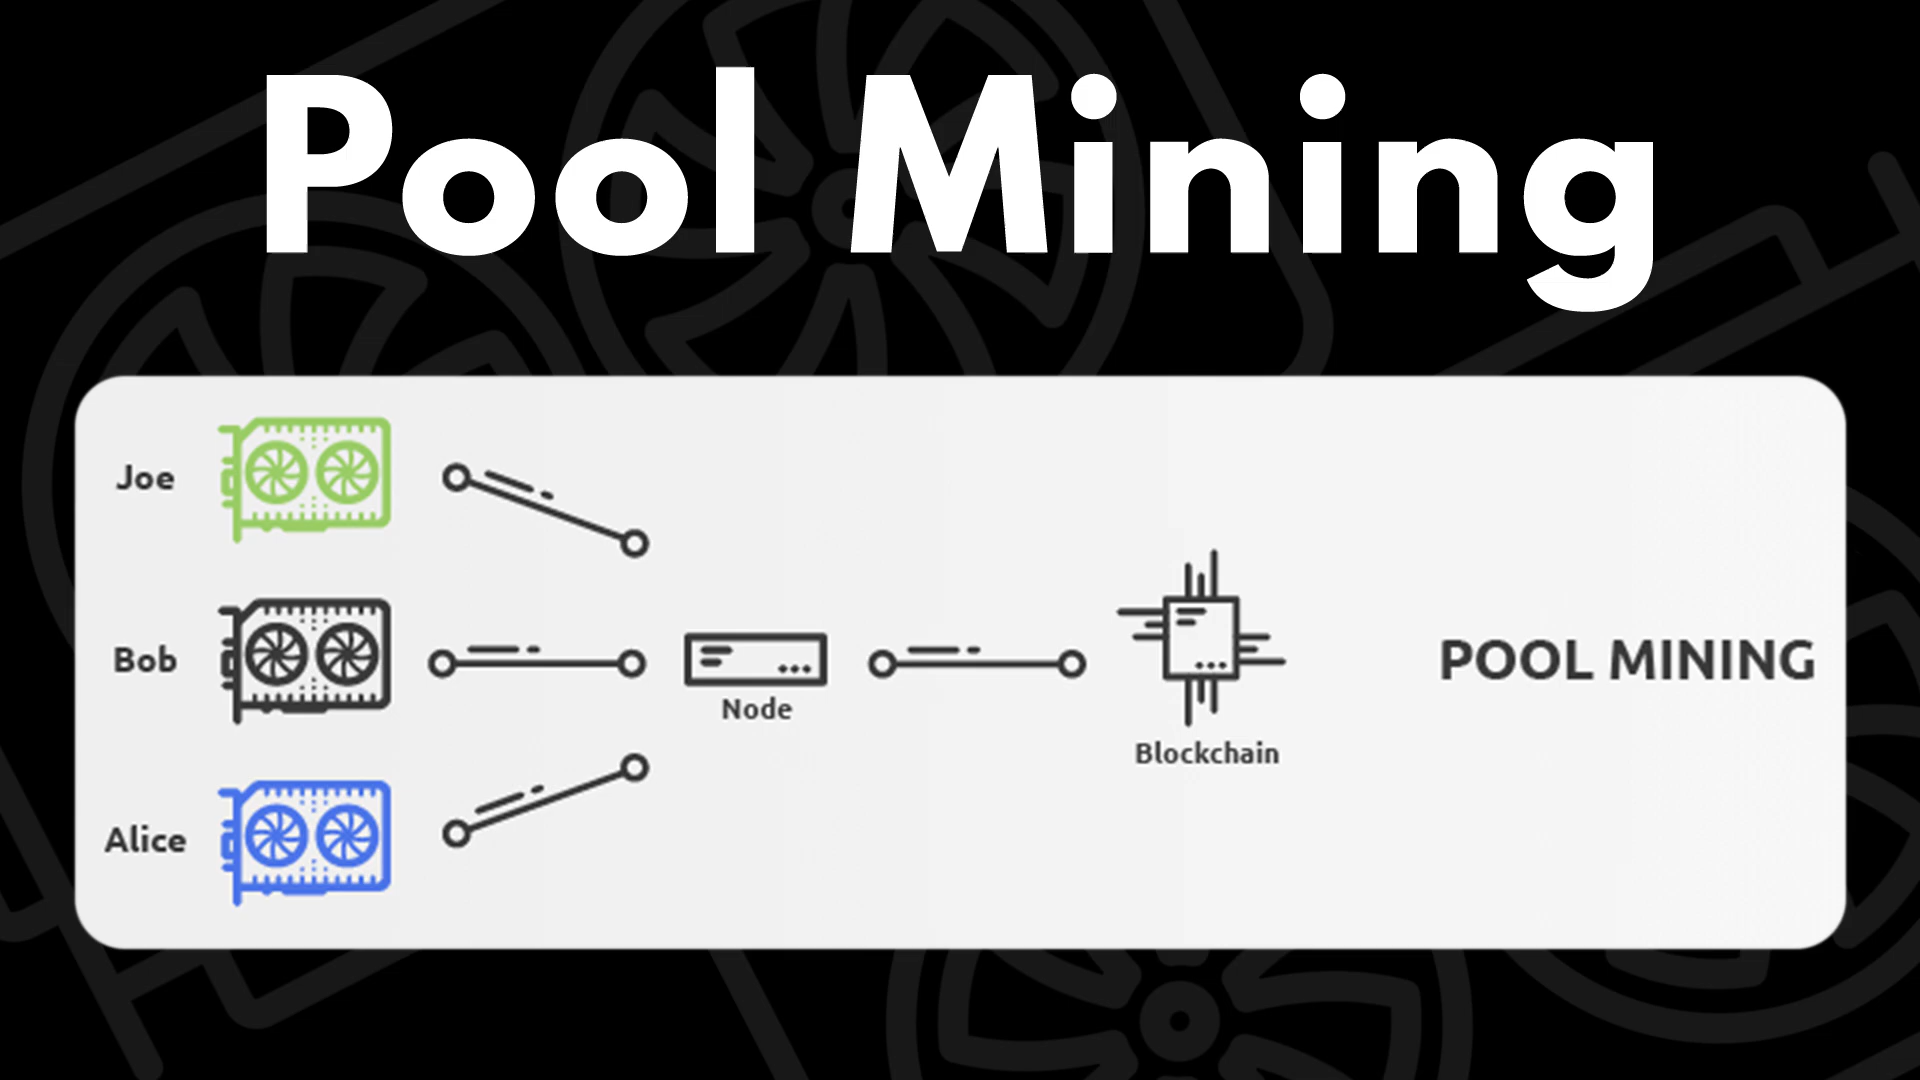 Pool Mining
Joe
Bob
Alice
Node
Blockchain
POOL MINING